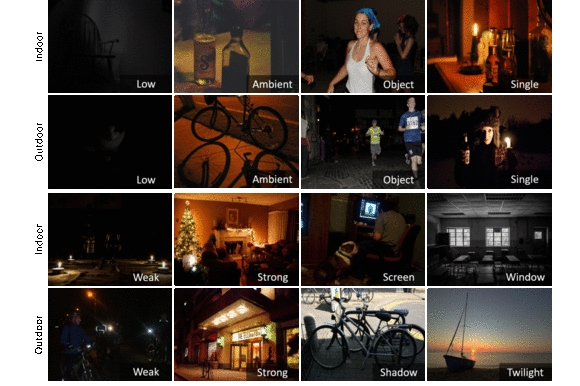 Indoor
Low
Ambient
Object
Single
Outdoor
Low
Ambient
Object
Single
Indoor
Weak
Strong
Screen
Window
Outdoor
Weak
Strong
Shadow
Twilight